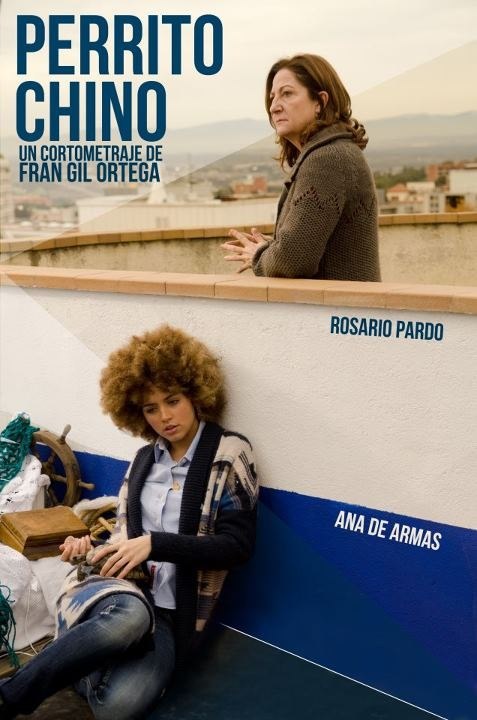 PERRITO
CHINO
UN CORTOMETRAJE DE
FRAN GIL ORTEGA
ROSARIO PARDO
ANA DE ARMAS